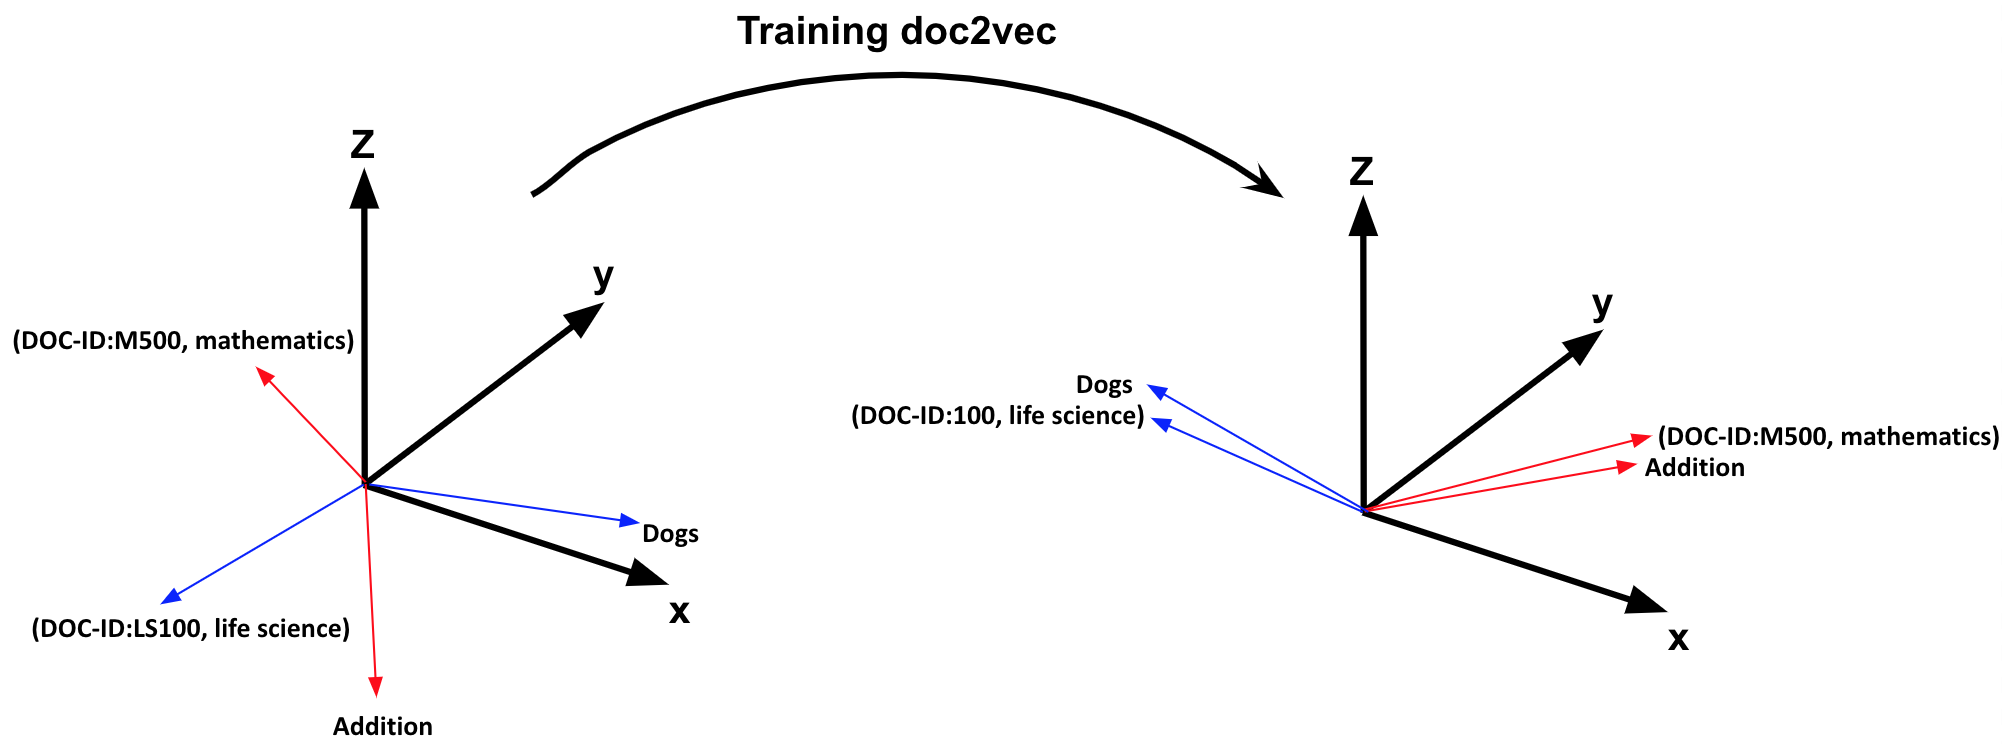 Training doc2vec
Z
y
(DOC-ID:M500, mathematics)
Dogs
x
(DOC-ID:LS100, life science)
Addition
Z
y
Dogs
(DOC-ID:100, life science)
(DOC-ID:M500, mathematics)
Addition
x